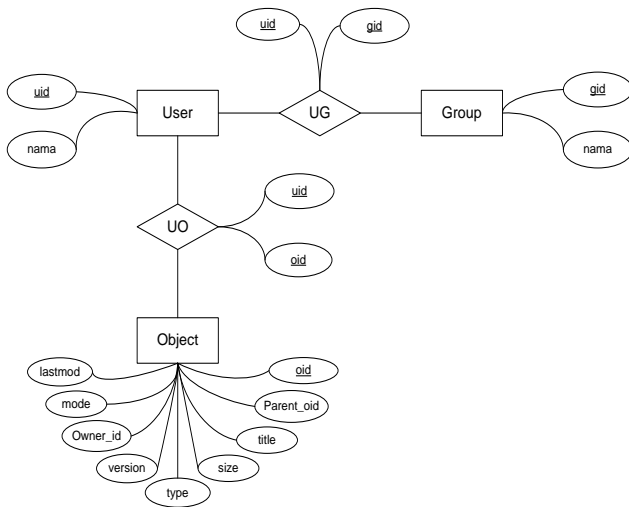 uid
gid
uid
User
UG
Group
gid
nama
nama
UO
uid
oid
Object
lastmod
oid
mode
Parent_oid
Owner_id
title
version
size
type